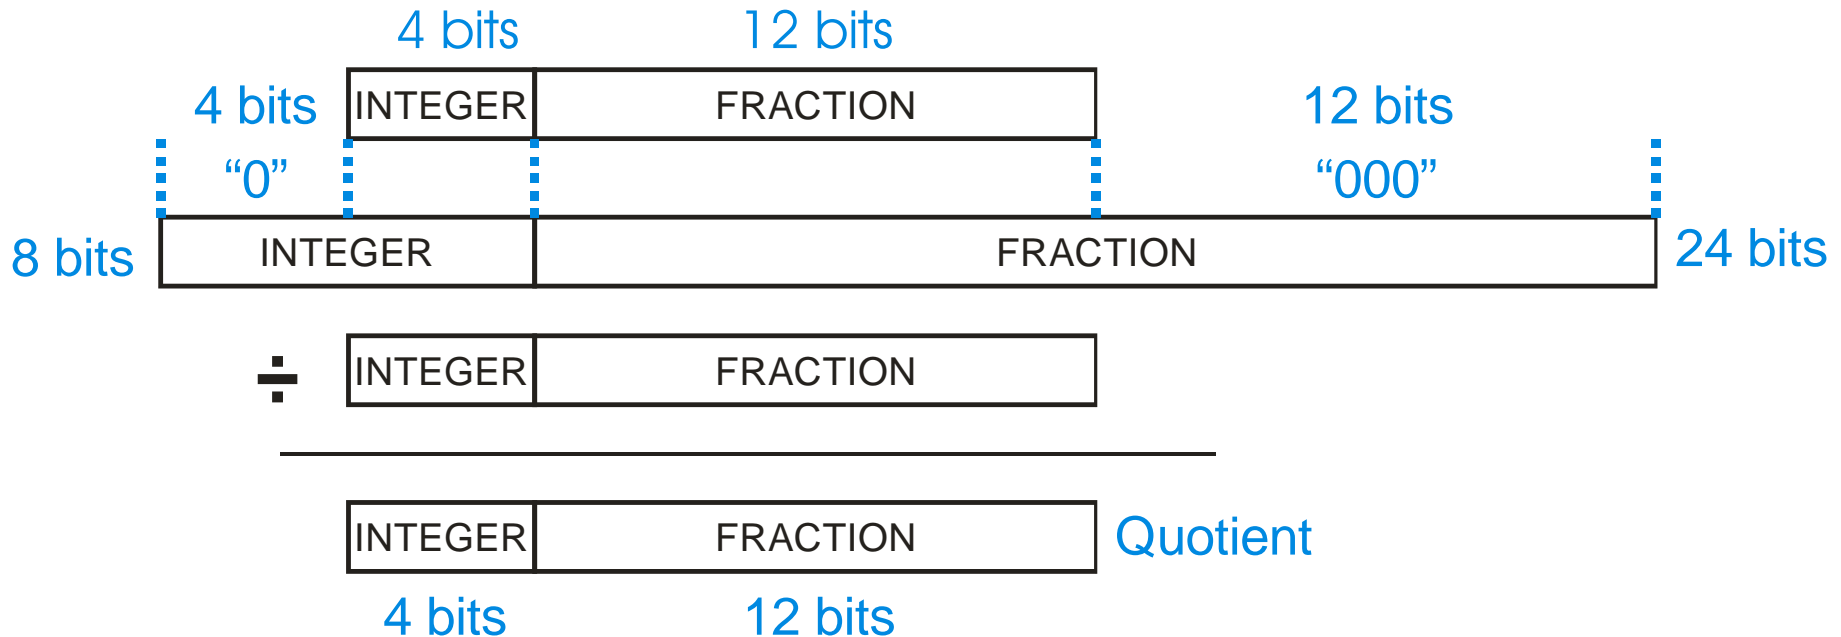 4 bits 12 bits
INTEGER FRACTION
4 bits 12 bits
“0” “000”
8 bits INTEGER FRACTION 24 bits
÷ INTEGER FRACTION
INTEGER FRACTION Quotient
4 bits 12 bits